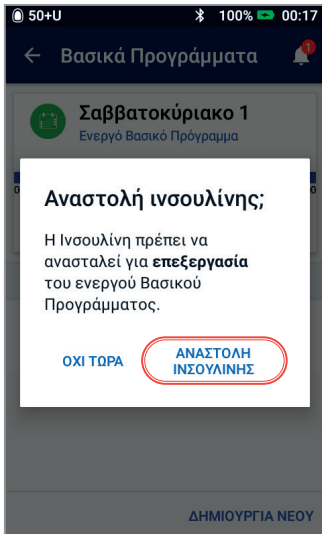 50+U 100% 00:17
Βασικά Προγράμματα 1
Σαββατοκύριακο 1
Ενεργό Βασικό Πρόγραμμα
Αναστολή ινσουλίνης;
Η Ινσουλίνη πρέπει να
ανασταλεί για επεξεργασία
του ενεργού Βασικού
Προγράμματος.
ΟΧΙ ΤΩΡΑ
ΑΝΑΣΤΟΛΗ
ΙΝΣΟΥΛΙΝΗΣ
ΔΗΜΙΟΥΡΓΙΑ ΝΕΟΥ